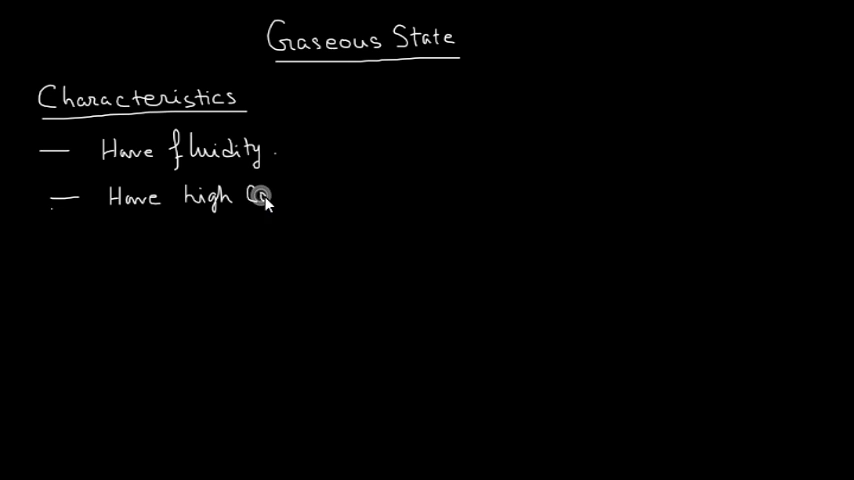 Gaseous State
Characteristics
— Have fluidity.
— Have high